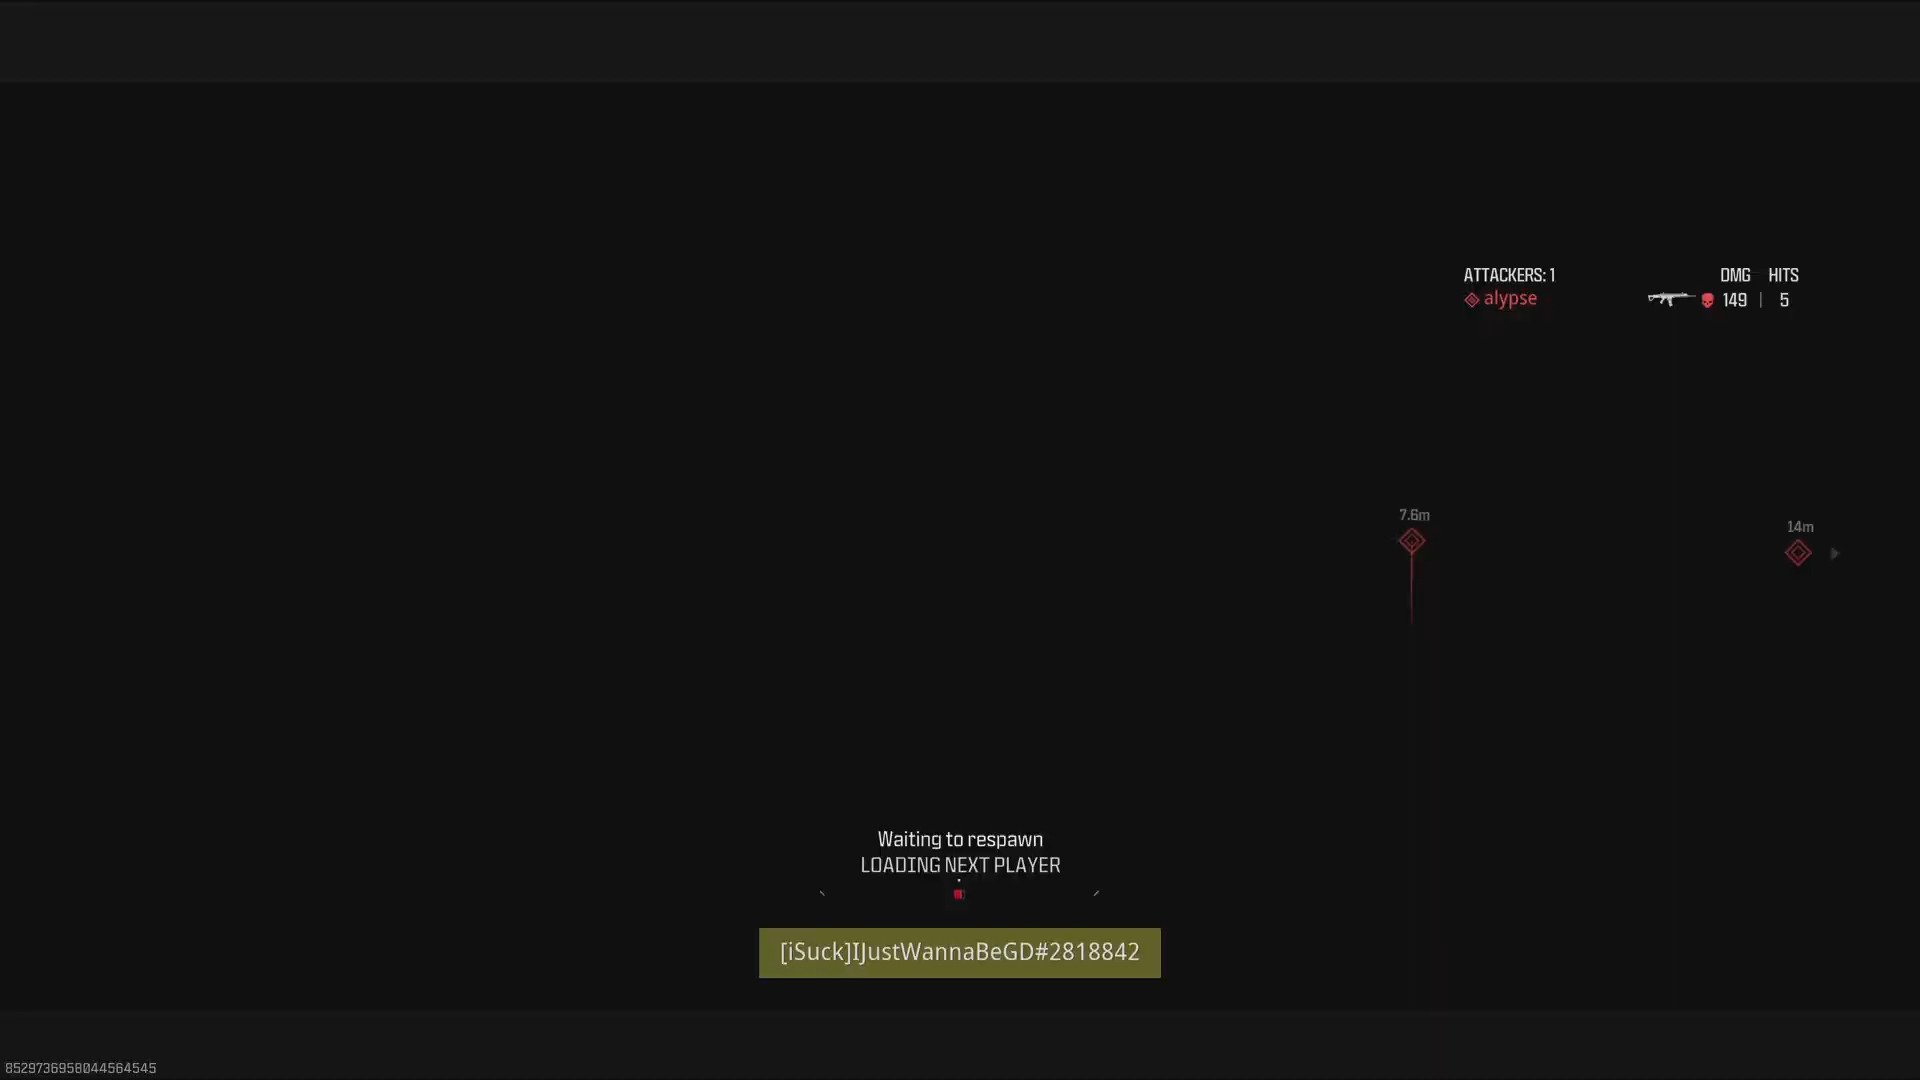 ATTACKERS: 1 DMG HITS
alypse 149 | 5
7.6m
14m
Waiting to respawn
LOADING NEXT PLAYER
[iSuck]IJustWannaBeGD#2818842
8529736958044564545